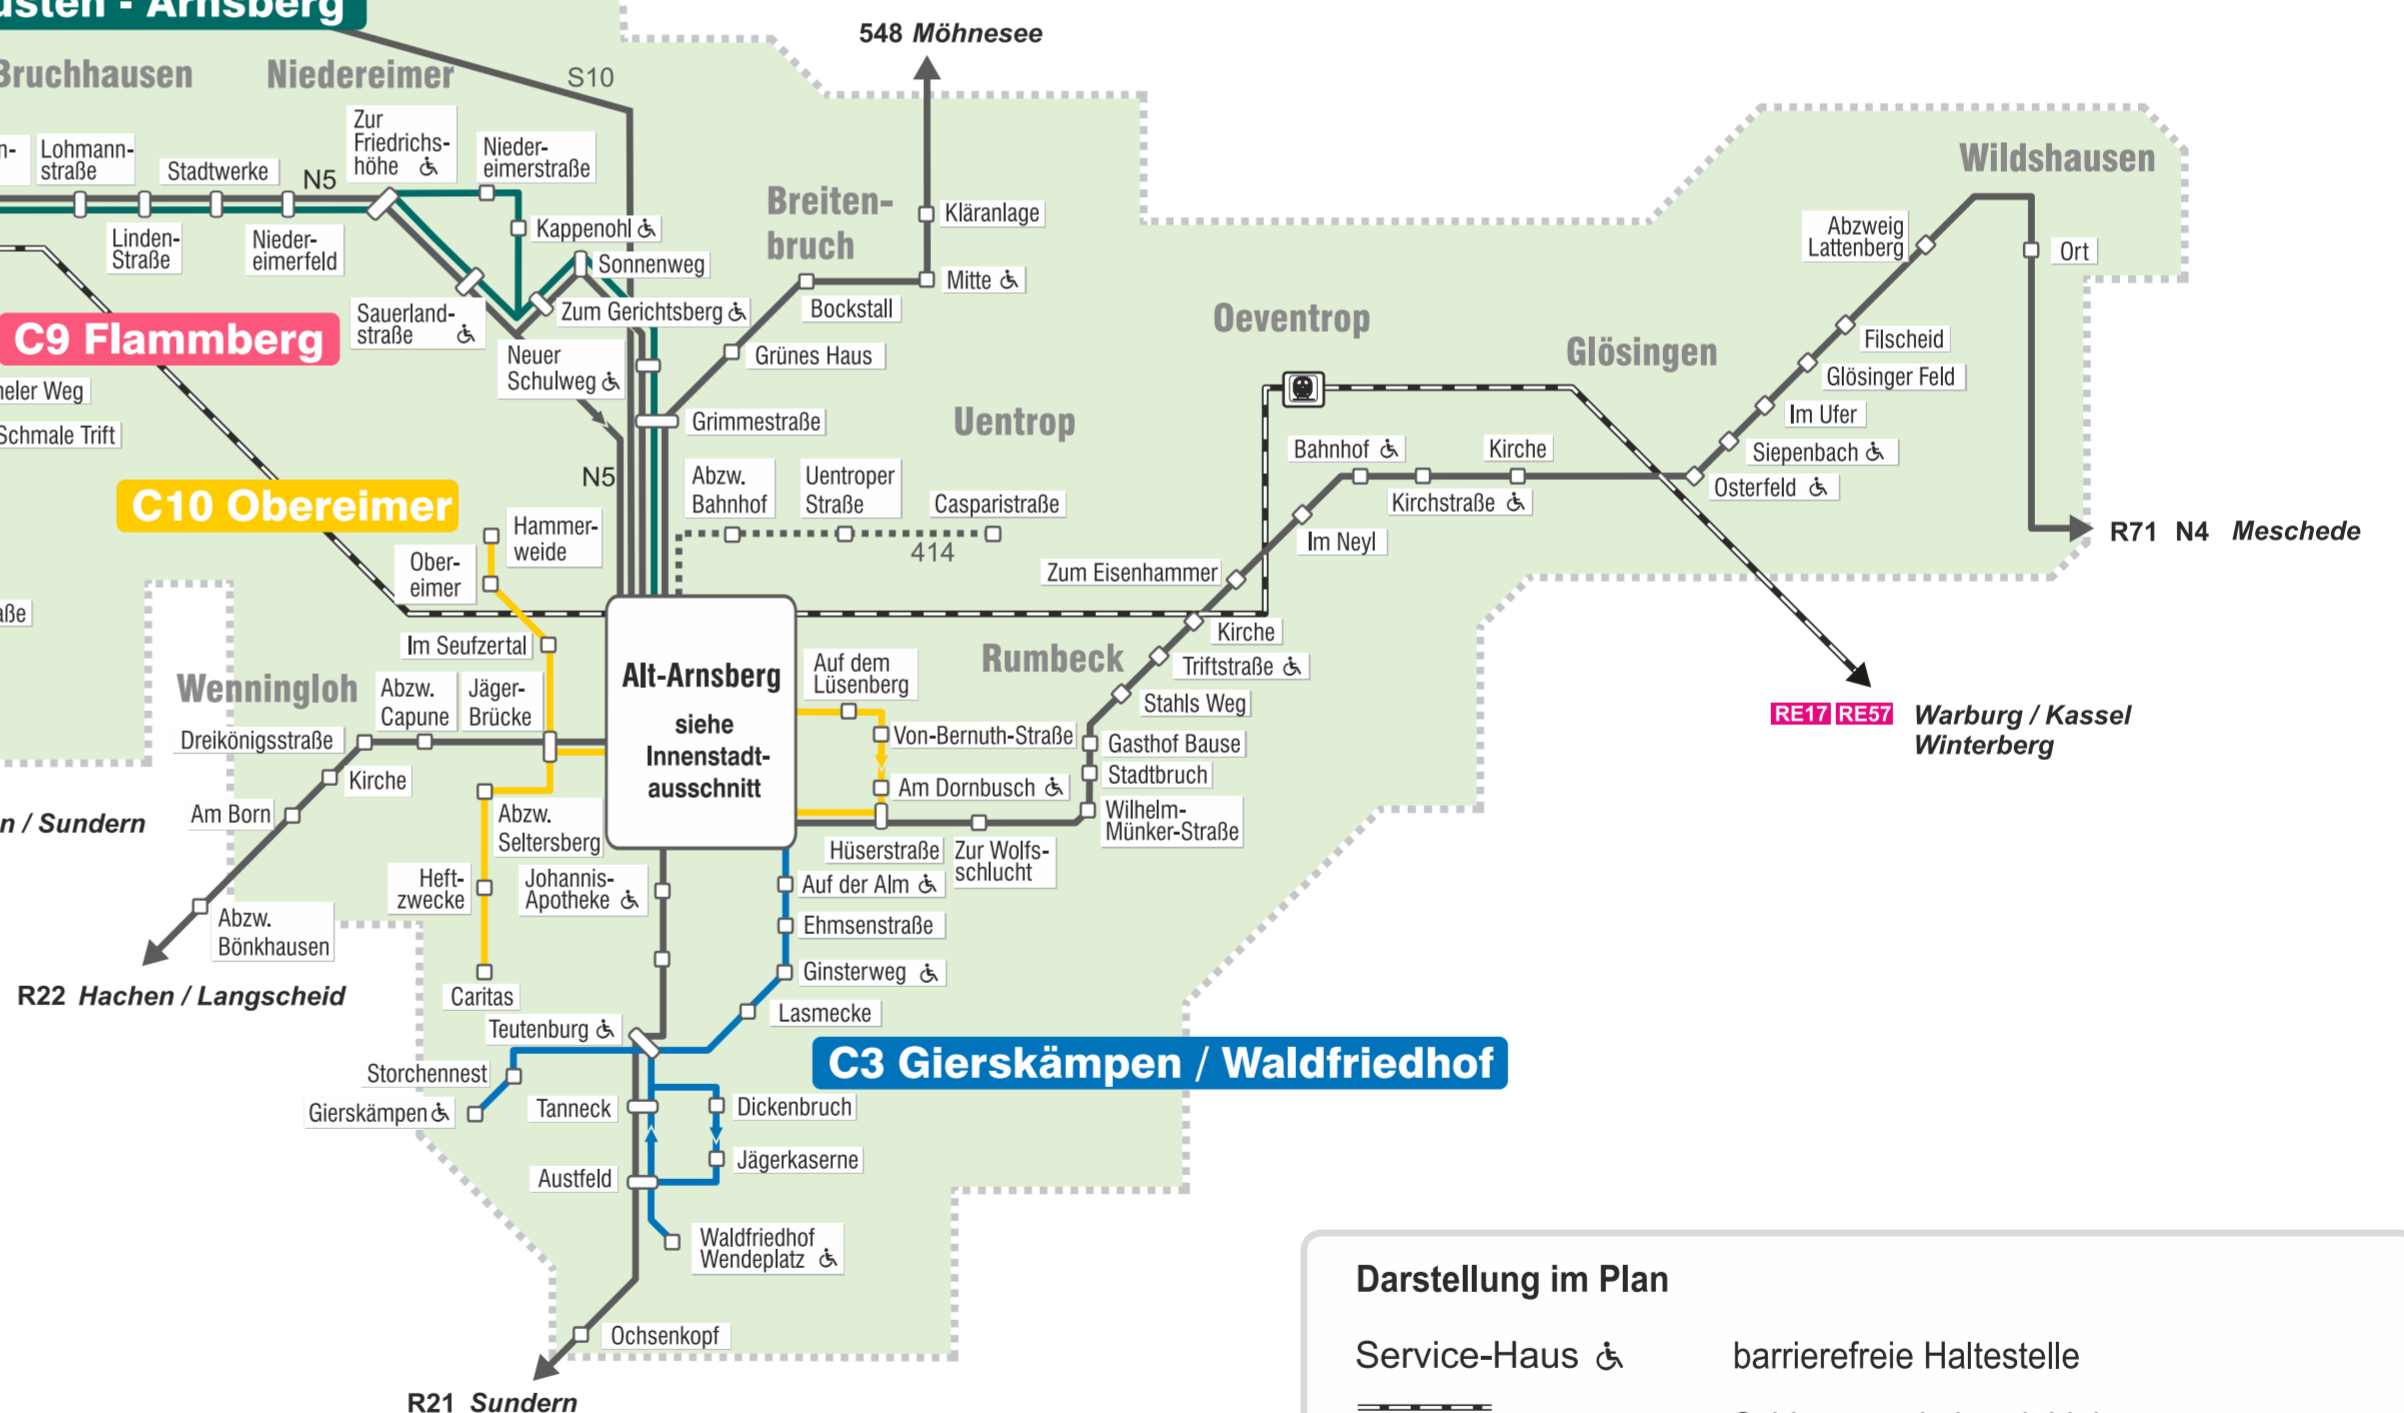 - Arnsberg
548 Möhnesee
Bruchhausen
Niedereimer
S10
Wildshausen
Zur
Friedrichs-
höhe
Lohmann-
straße
Stadtwerke
N5
Nieder-
eimerstraße
Breiten-
bruch
Kläranlage
Kappenohl
Linden-
Straße
Nieder-
eimerfeld
Sonnenweg
Abzweig
Lattenberg
Ort
Mitte
Bockstall
Sauerland-
straße
Zum Gerichtsberg
Oeventrop
C9 Flammberg
Neuer
Schulweg
Grünes Haus
Glösingen
Filscheid
Glösinger Feld
Weg
Schmale Trift
Grimmestraße
Uentrop
Im Ufer
N5
Abzw.
Bahnhof
Uentroper
Straße
Casparistraße
Bahnhof
Kirche
Siepenbach
Kirchstraße
Osterfeld
C10 Obereimer
Hammer-
weide
414
Im Neyl
R71 N4 Meschede
Ober-
eimer
Zum Eisenhammer
Im Seufzertal
Kirche
Rumbeck
Triftstraße
Wenningloh
Abzw.
Capune
Jäger-
Brücke
Alt-Arnsberg
siehe
Innenstadt-
ausschnitt
Auf dem
Lüsenberg
Stahls Weg
RE17 RE57 Warburg / Kassel
Winterberg
Dreikönigsstraße
Von-Bernuth-Straße
Gasthof Bause
Kirche
Stadtbruch
Am Dornbusch
Am Born
/ Sundern
Abzw.
Seltersberg
Wilhelm-
Münker-Straße
Hüserstraße
Zur Wolfs-
schlucht
Heft-
zwecke
Johannis-
Apotheke
Auf der Alm
Abzw.
Bönkhausen
Ehmsenstraße
R22 Hachen / Langscheid
Caritas
Ginsterweg
Lasmecke
Teutenburg
C3 Gierskämpen / Waldfriedhof
Storchennest
Gierskämpen
Tanneck
Dickenbruch
Jägerkaserne
Austfeld
Waldfriedhof
Wendeplatz
Ochsenkopf
R21 Sundern
Darstellung im Plan
Service-Haus
barrierefreie Haltestelle